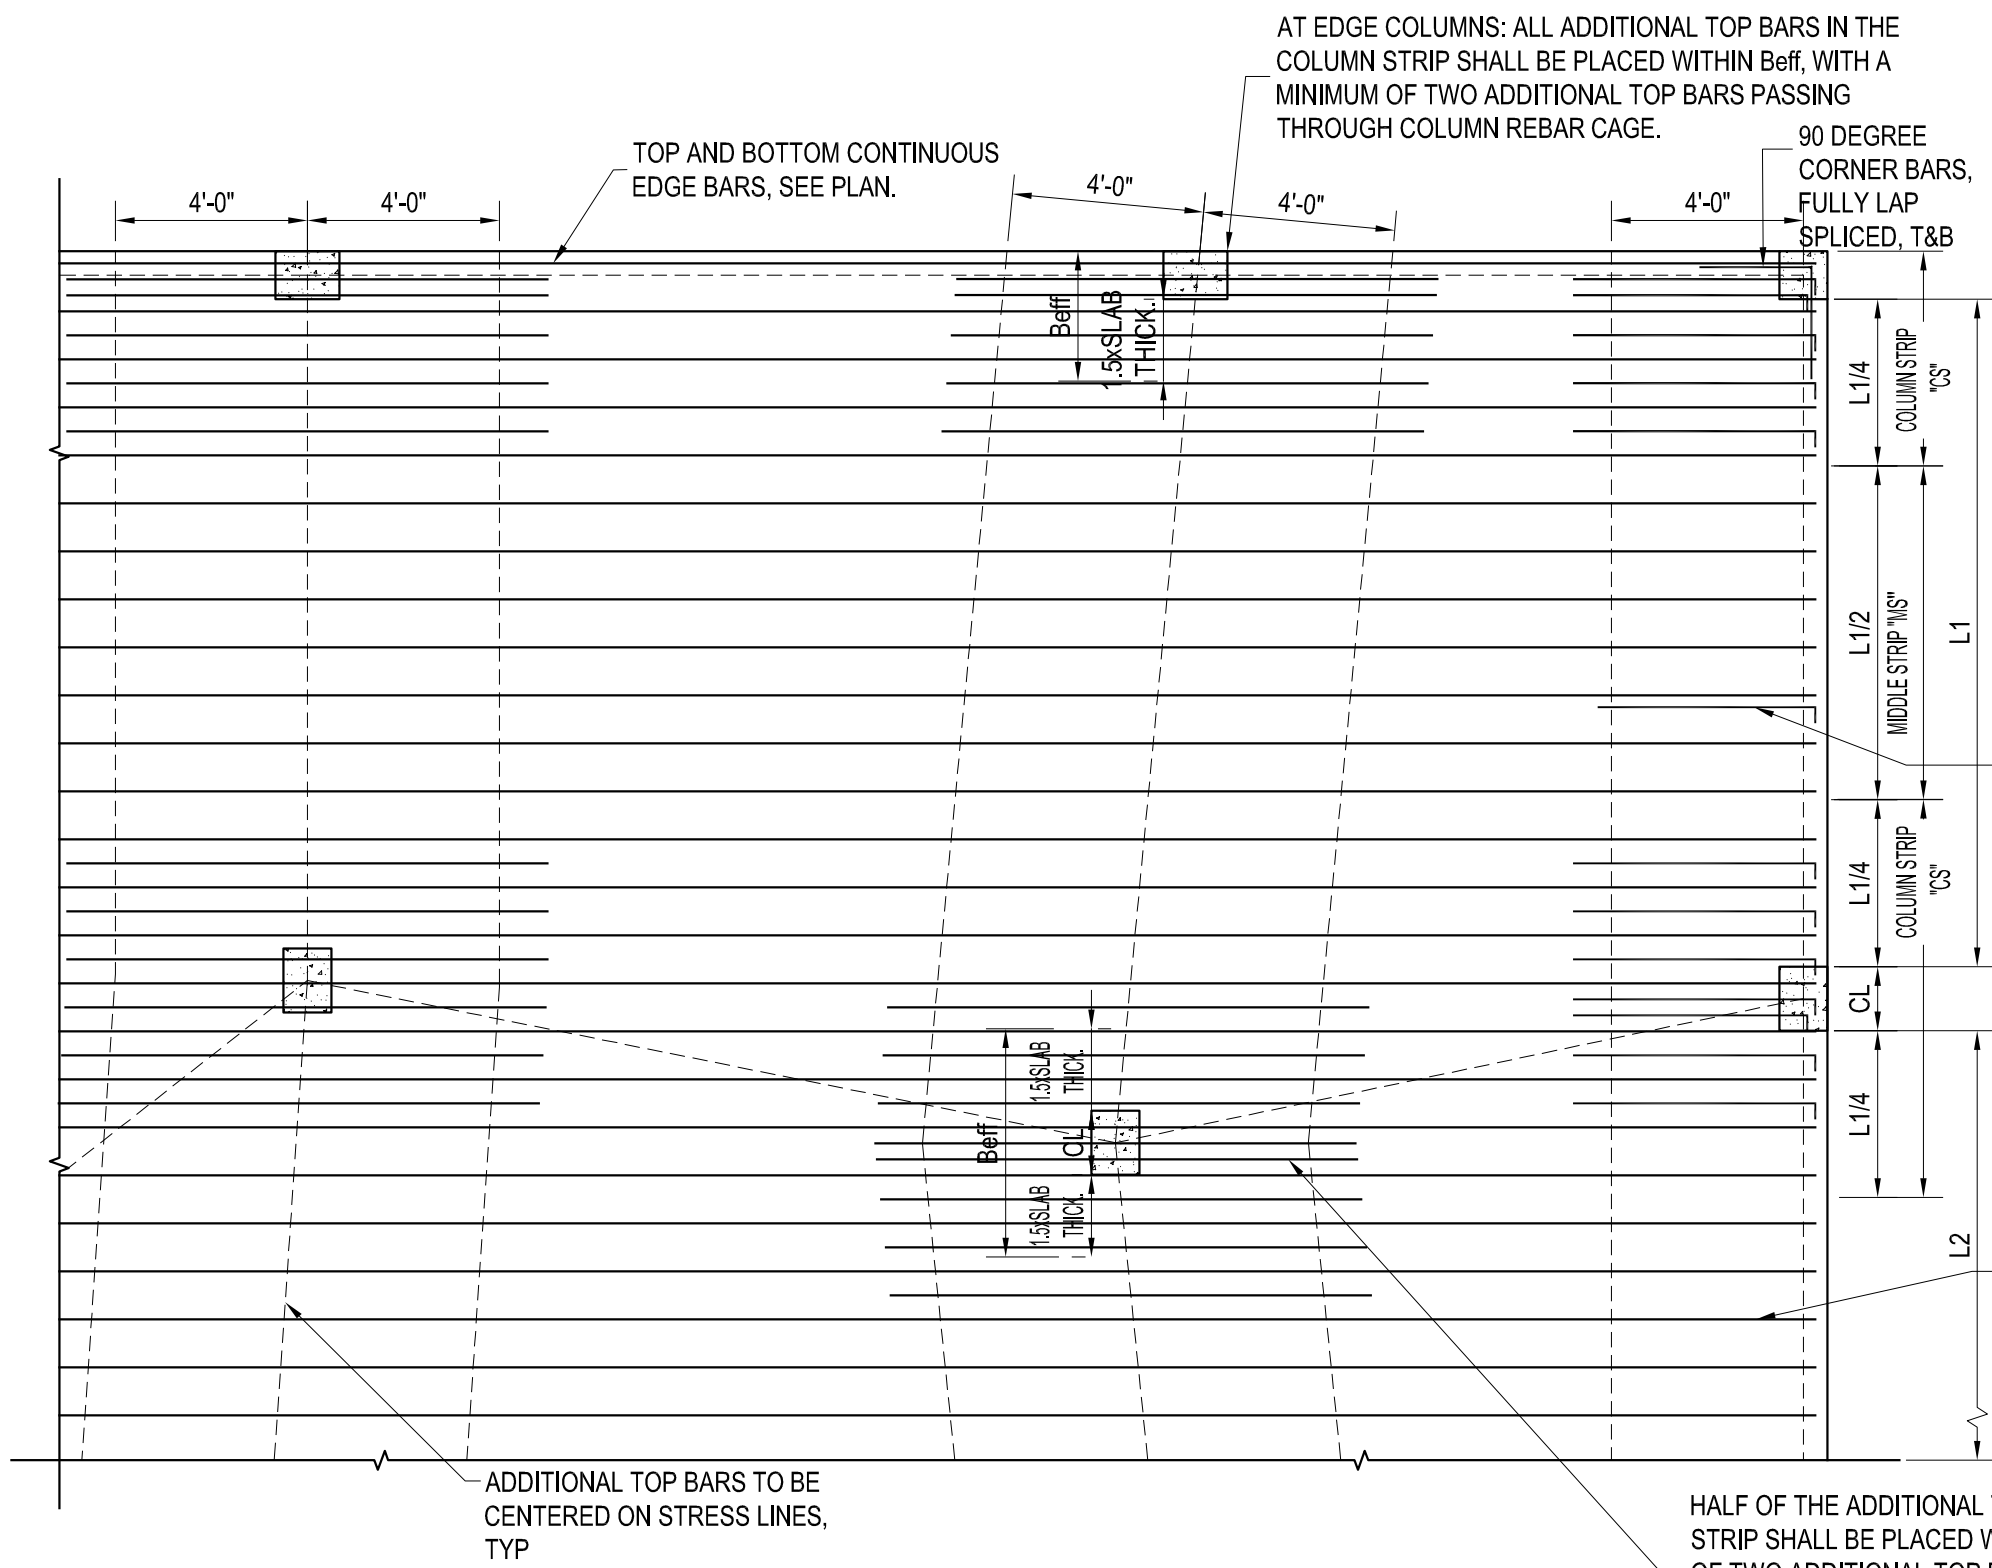 AT EDGE COLUMNS: ALL ADDITIONAL TOP BARS IN THE
COLUMN STRIP SHALL BE PLACED WITHIN Beff, WITH A
MINIMUM OF TWO ADDITIONAL TOP BARS PASSING
THROUGH COLUMN REBAR CAGE.
90 DEGREE
CORNER BARS,
FULLY LAP
SPLICED, T&B
TOP AND BOTTOM CONTINUOUS
EDGE BARS, SEE PLAN.
4'-0"
4'-0"
4'-0"
4'-0"
4'-0"
Beff
1.5xSLAB
THICK.
L1/4
COLUMN STRIP
"CS"
L1/2
MIDDLE STRIP "MS"
L1
L1/4
COLUMN STRIP
"CS"
CL
L1/4
L2
Beff
1.5xSLAB
THICK.
CL
1.5xSLAB
THICK.
ADDITIONAL TOP BARS TO BE
CENTERED ON STRESS LINES,
TYP
HALF OF THE ADDITIONAL
STRIP SHALL BE PLACED
OF TWO ADDITIONAL TOP